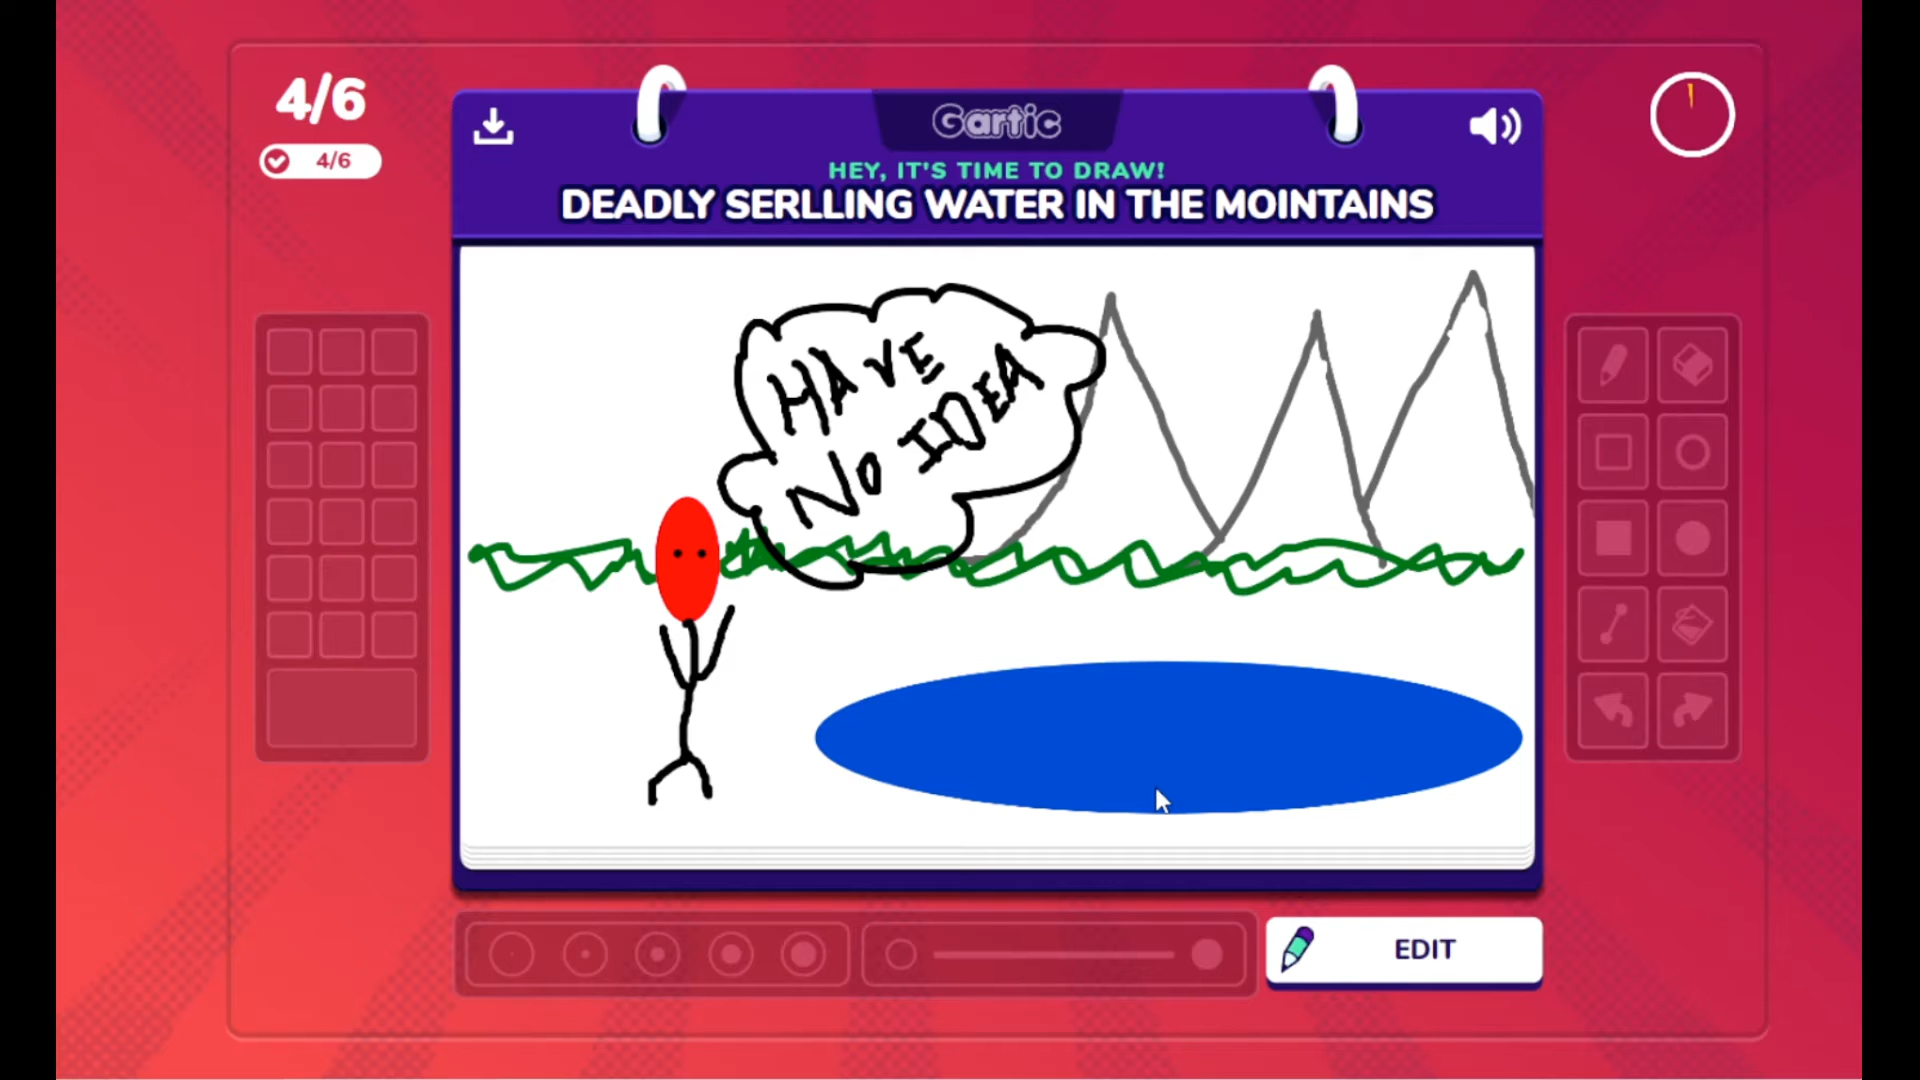 4/6
4/6
Gartic
HEY, IT'S TIME TO DRAW!
DEADLY SERLLING WATER IN THE MOINTAINS
HAVE
NO IDEA
EDIT